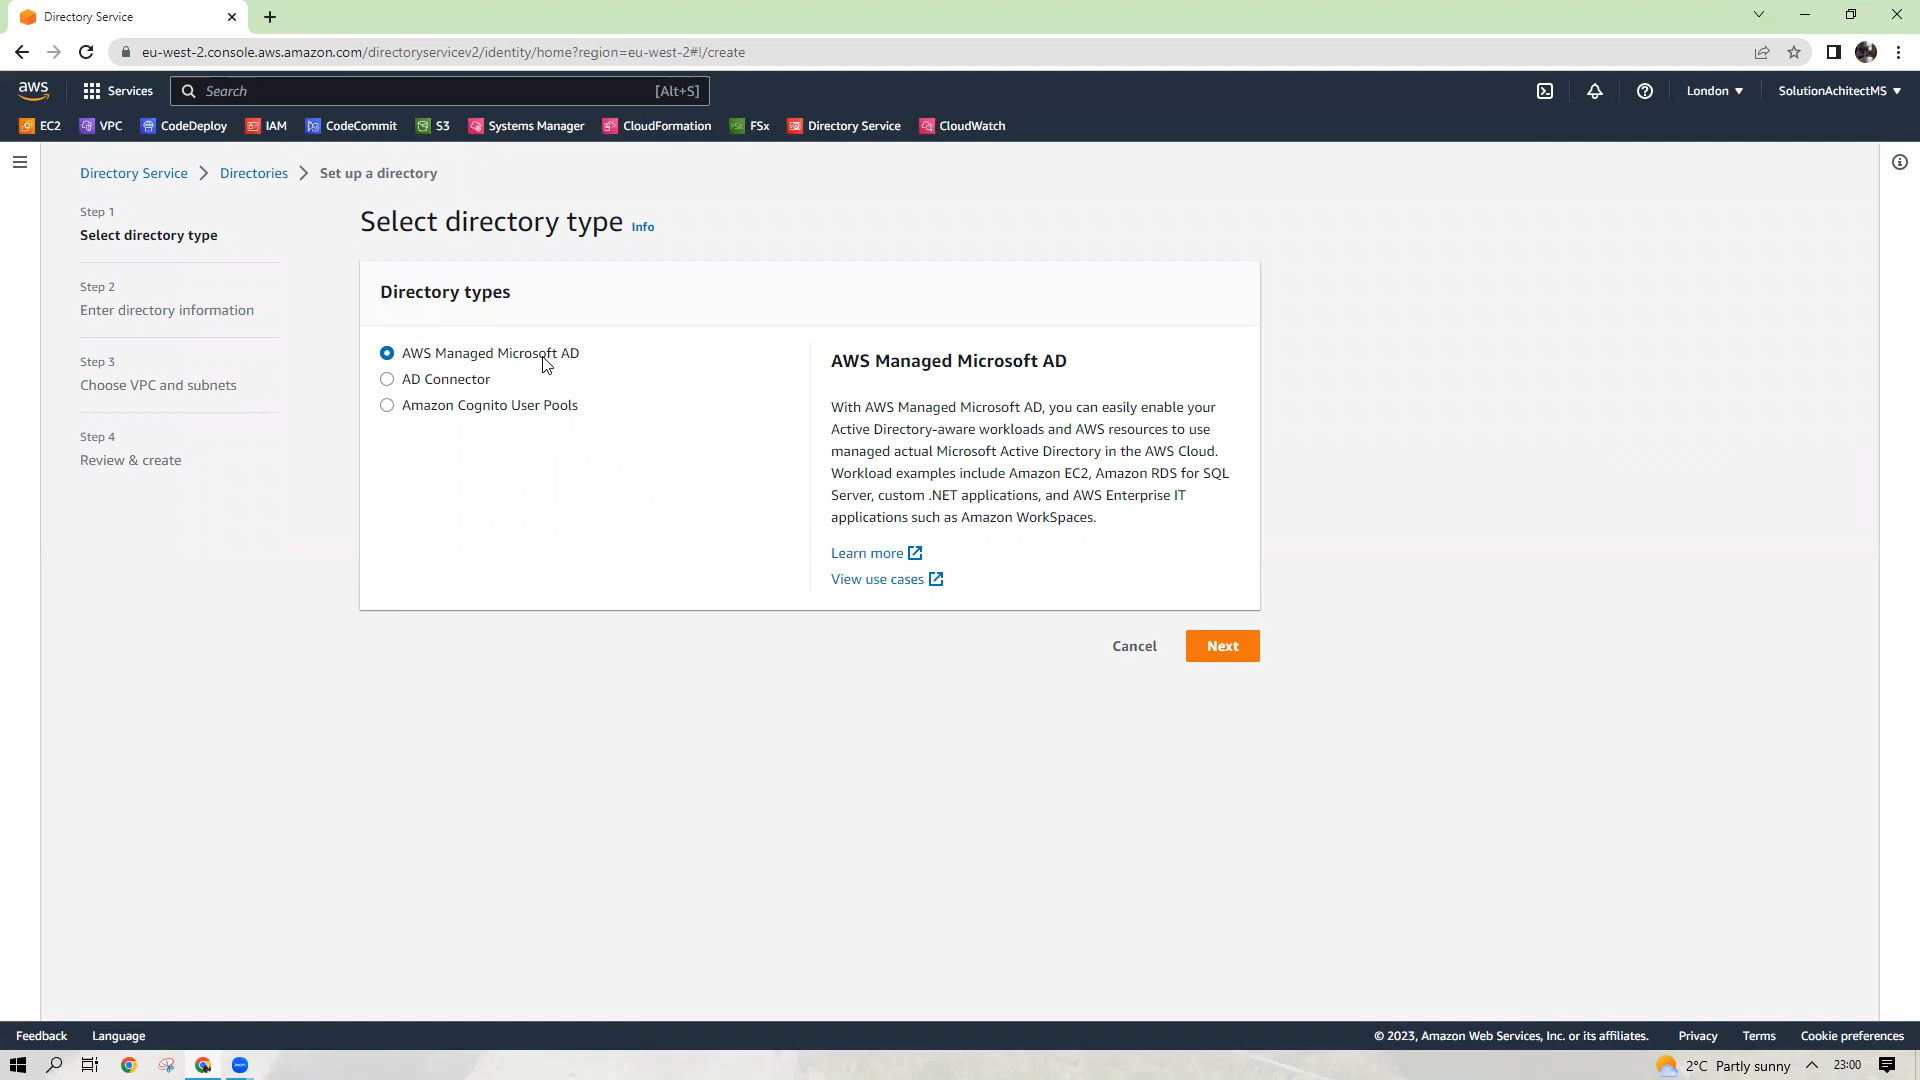 Directory Service
eu-west-2.console.aws.amazon.com/directoryservicev2/identity/home?region=eu-west-2#!/create
aws
Services
Search
[Alt+S]
London
SolutionAchitectMS
EC2
VPC
CodeDeploy
IAM
CodeCommit
S3
Systems Manager
CloudFormation
FSx
Directory Service
CloudWatch
Directory Service
Directories
Set up a directory
Step 1
Select directory type
Step 2
Enter directory information
Step 3
Choose VPC and subnets
Step 4
Review & create
Select directory type
Info
Directory types
AWS Managed Microsoft AD
AD Connector
Amazon Cognito User Pools
AWS Managed Microsoft AD
With AWS Managed Microsoft AD, you can easily enable your
Active Directory-aware workloads and AWS resources to use
managed actual Microsoft Active Directory in the AWS Cloud.
Workload examples include Amazon EC2, Amazon RDS for SQL
Server, custom .NET applications, and AWS Enterprise IT
applications such as Amazon WorkSpaces.
Learn more
View use cases
Cancel
Next
Feedback
Language
© 2023, Amazon Web Services, Inc. or its affiliates.
Privacy
Terms
Cookie preferences
2°C Partly sunny
23:00